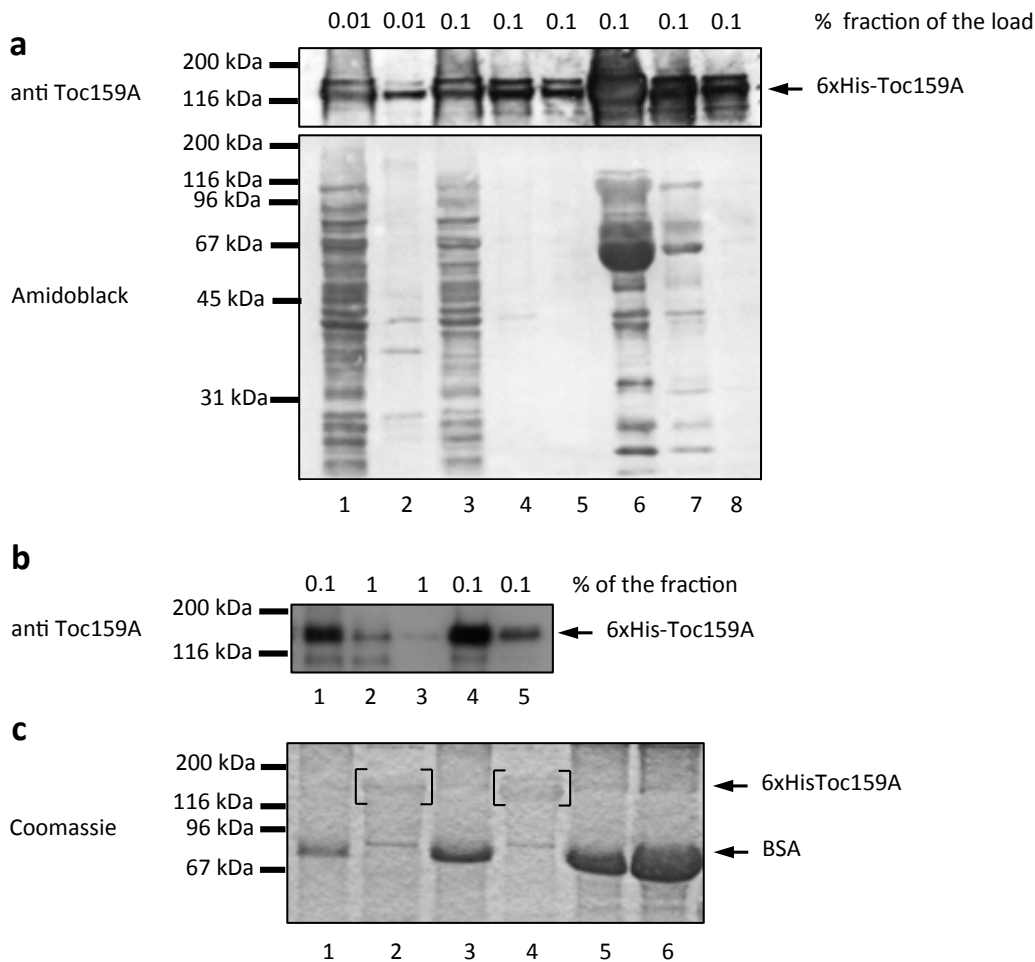 0.01 0.01 0.1 0.1 0.1 0.1 0.1 0.1 % fraction of the load
a
200 kDa
anti Toc159A
6xHis-Toc159A
116 kDa
200 kDa
116 kDa
96 kDa
67 kDa
Amidoblack
45 kDa
31 kDa
1 2 3 4 5 6 7 8
b
0.1 1 1 0.1 0.1 % of the fraction
200 kDa
anti Toc159A
6xHis-Toc159A
116 kDa
1 2 3 4 5
c
200 kDa
6xHisToc159A
116 kDa
Coomassie
96 kDa
BSA
67 kDa
1 2 3 4 5 6